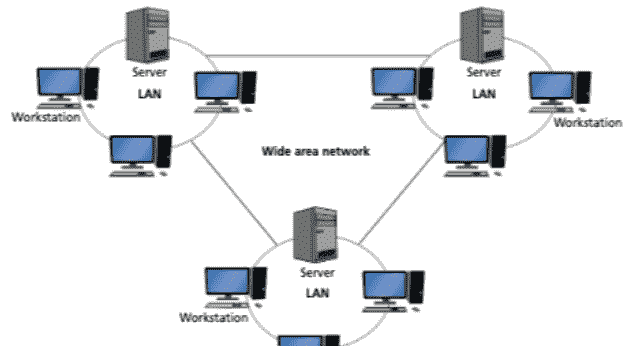 Server
LAN
Workstation
Server
LAN
Workstation
Wide area network
Server
LAN
Workstation